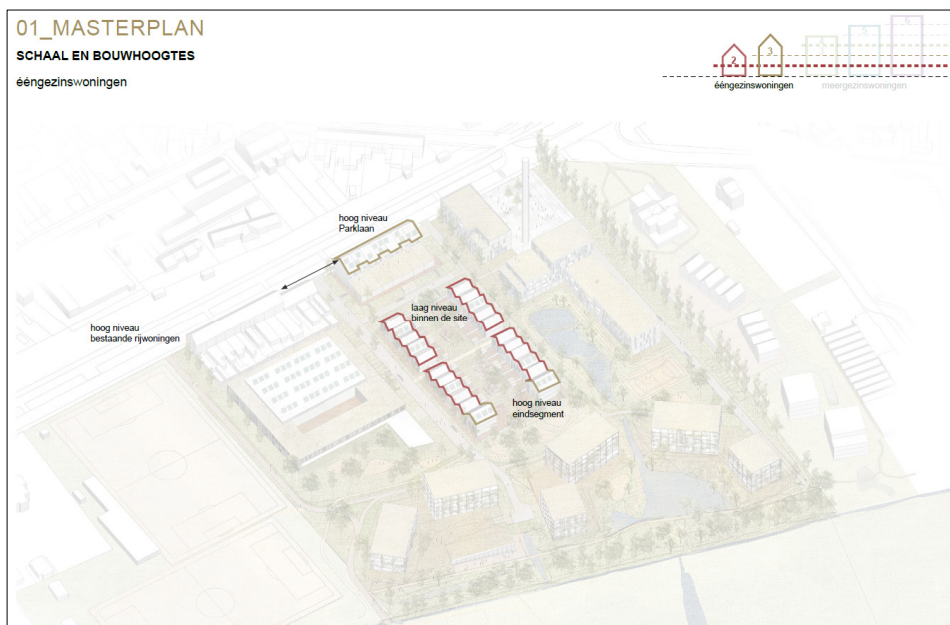 01_MASTERPLAN
SCHAAL EN BOUWHOOGTES
ééngezinswoningen
2
3
4
5
6
ééngezinswoningen
meergezinswoningen
hoog niveau
Parklaan
hoog niveau
bestaande rijwoningen
laag niveau
binnen de site
hoog niveau
eindsegment